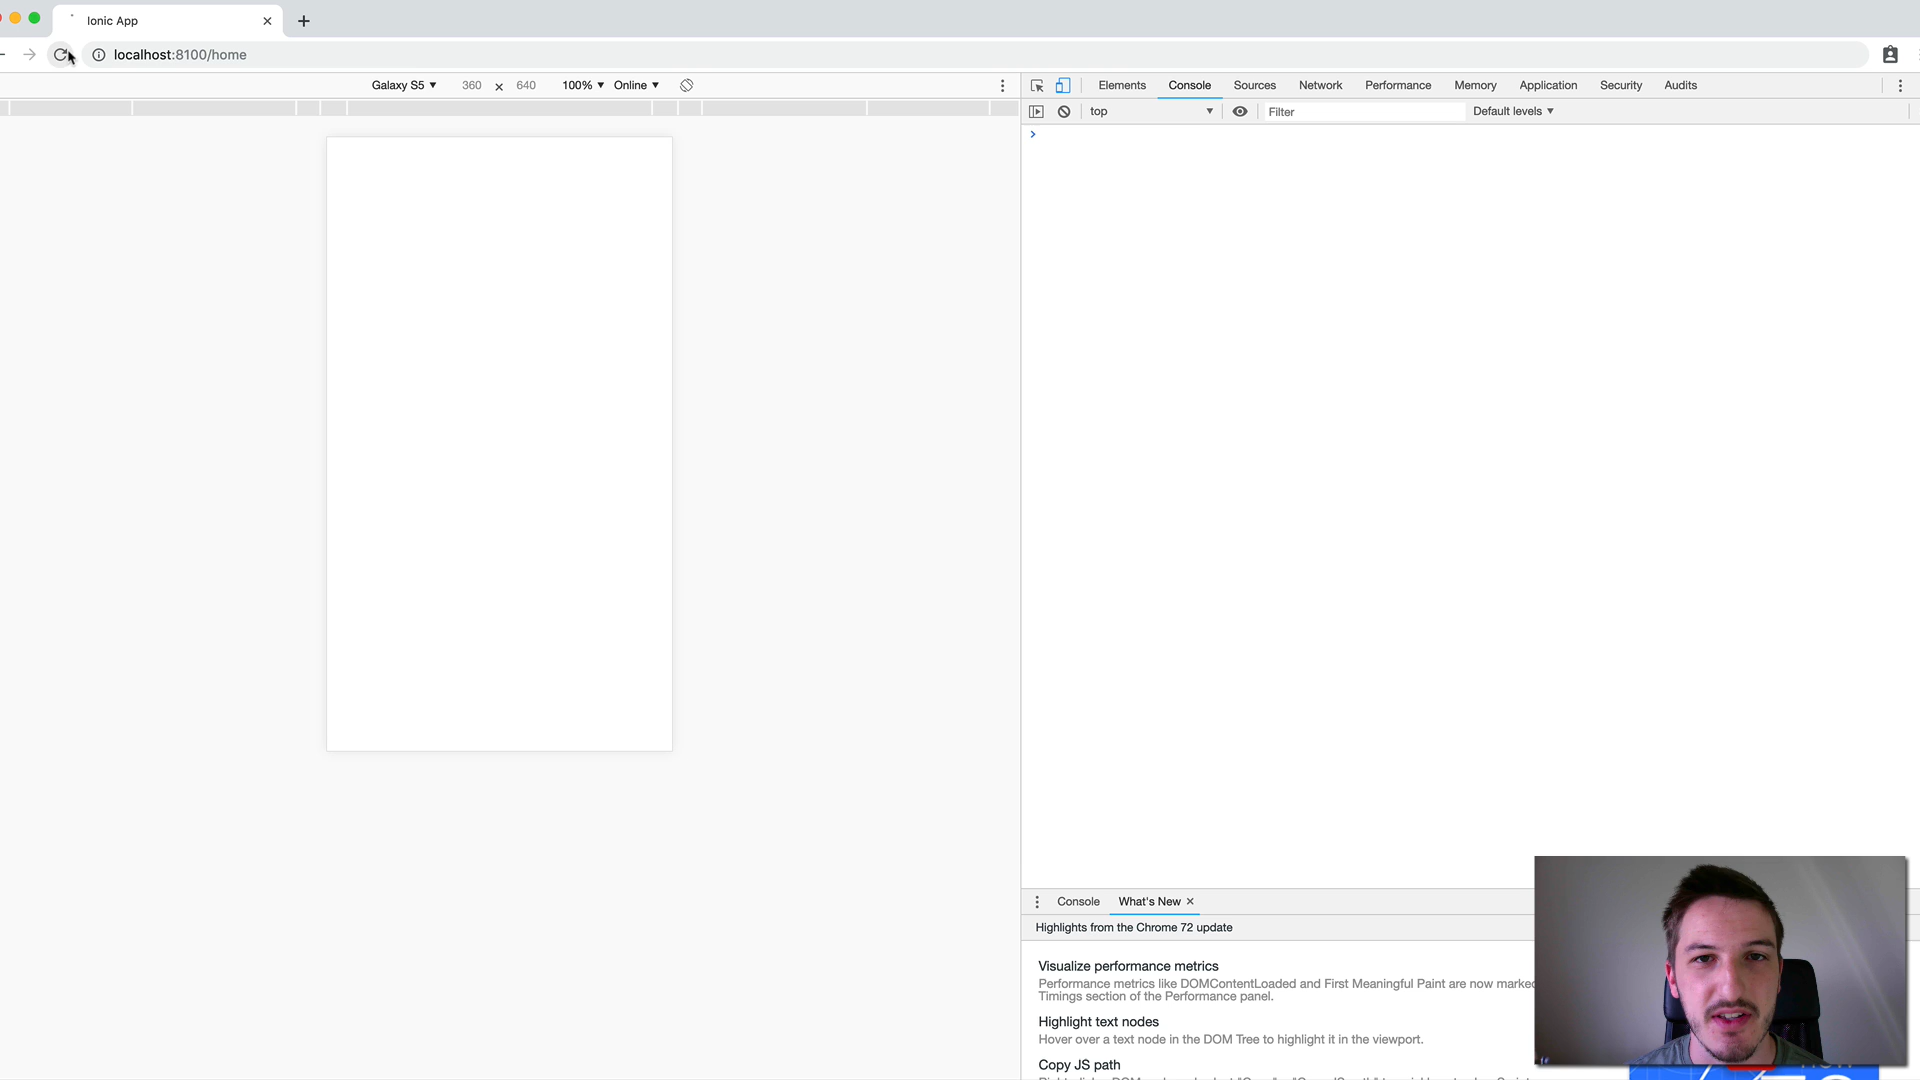 Ionic App
localhost:8100/home
Galaxy S5 360 640 100% Online
Elements Console Sources Network Performance Memory Application Security Audits
top Filter Default levels
Console What's New
Highlights from the Chrome 72 update
Visualize performance metrics
Performance metrics like DOMContentLoaded and First Meaningful Paint are now marked
Timings section of the Performance panel.
Highlight text nodes
Hover over a text node in the DOM Tree to highlight it in the viewport.
Copy JS path